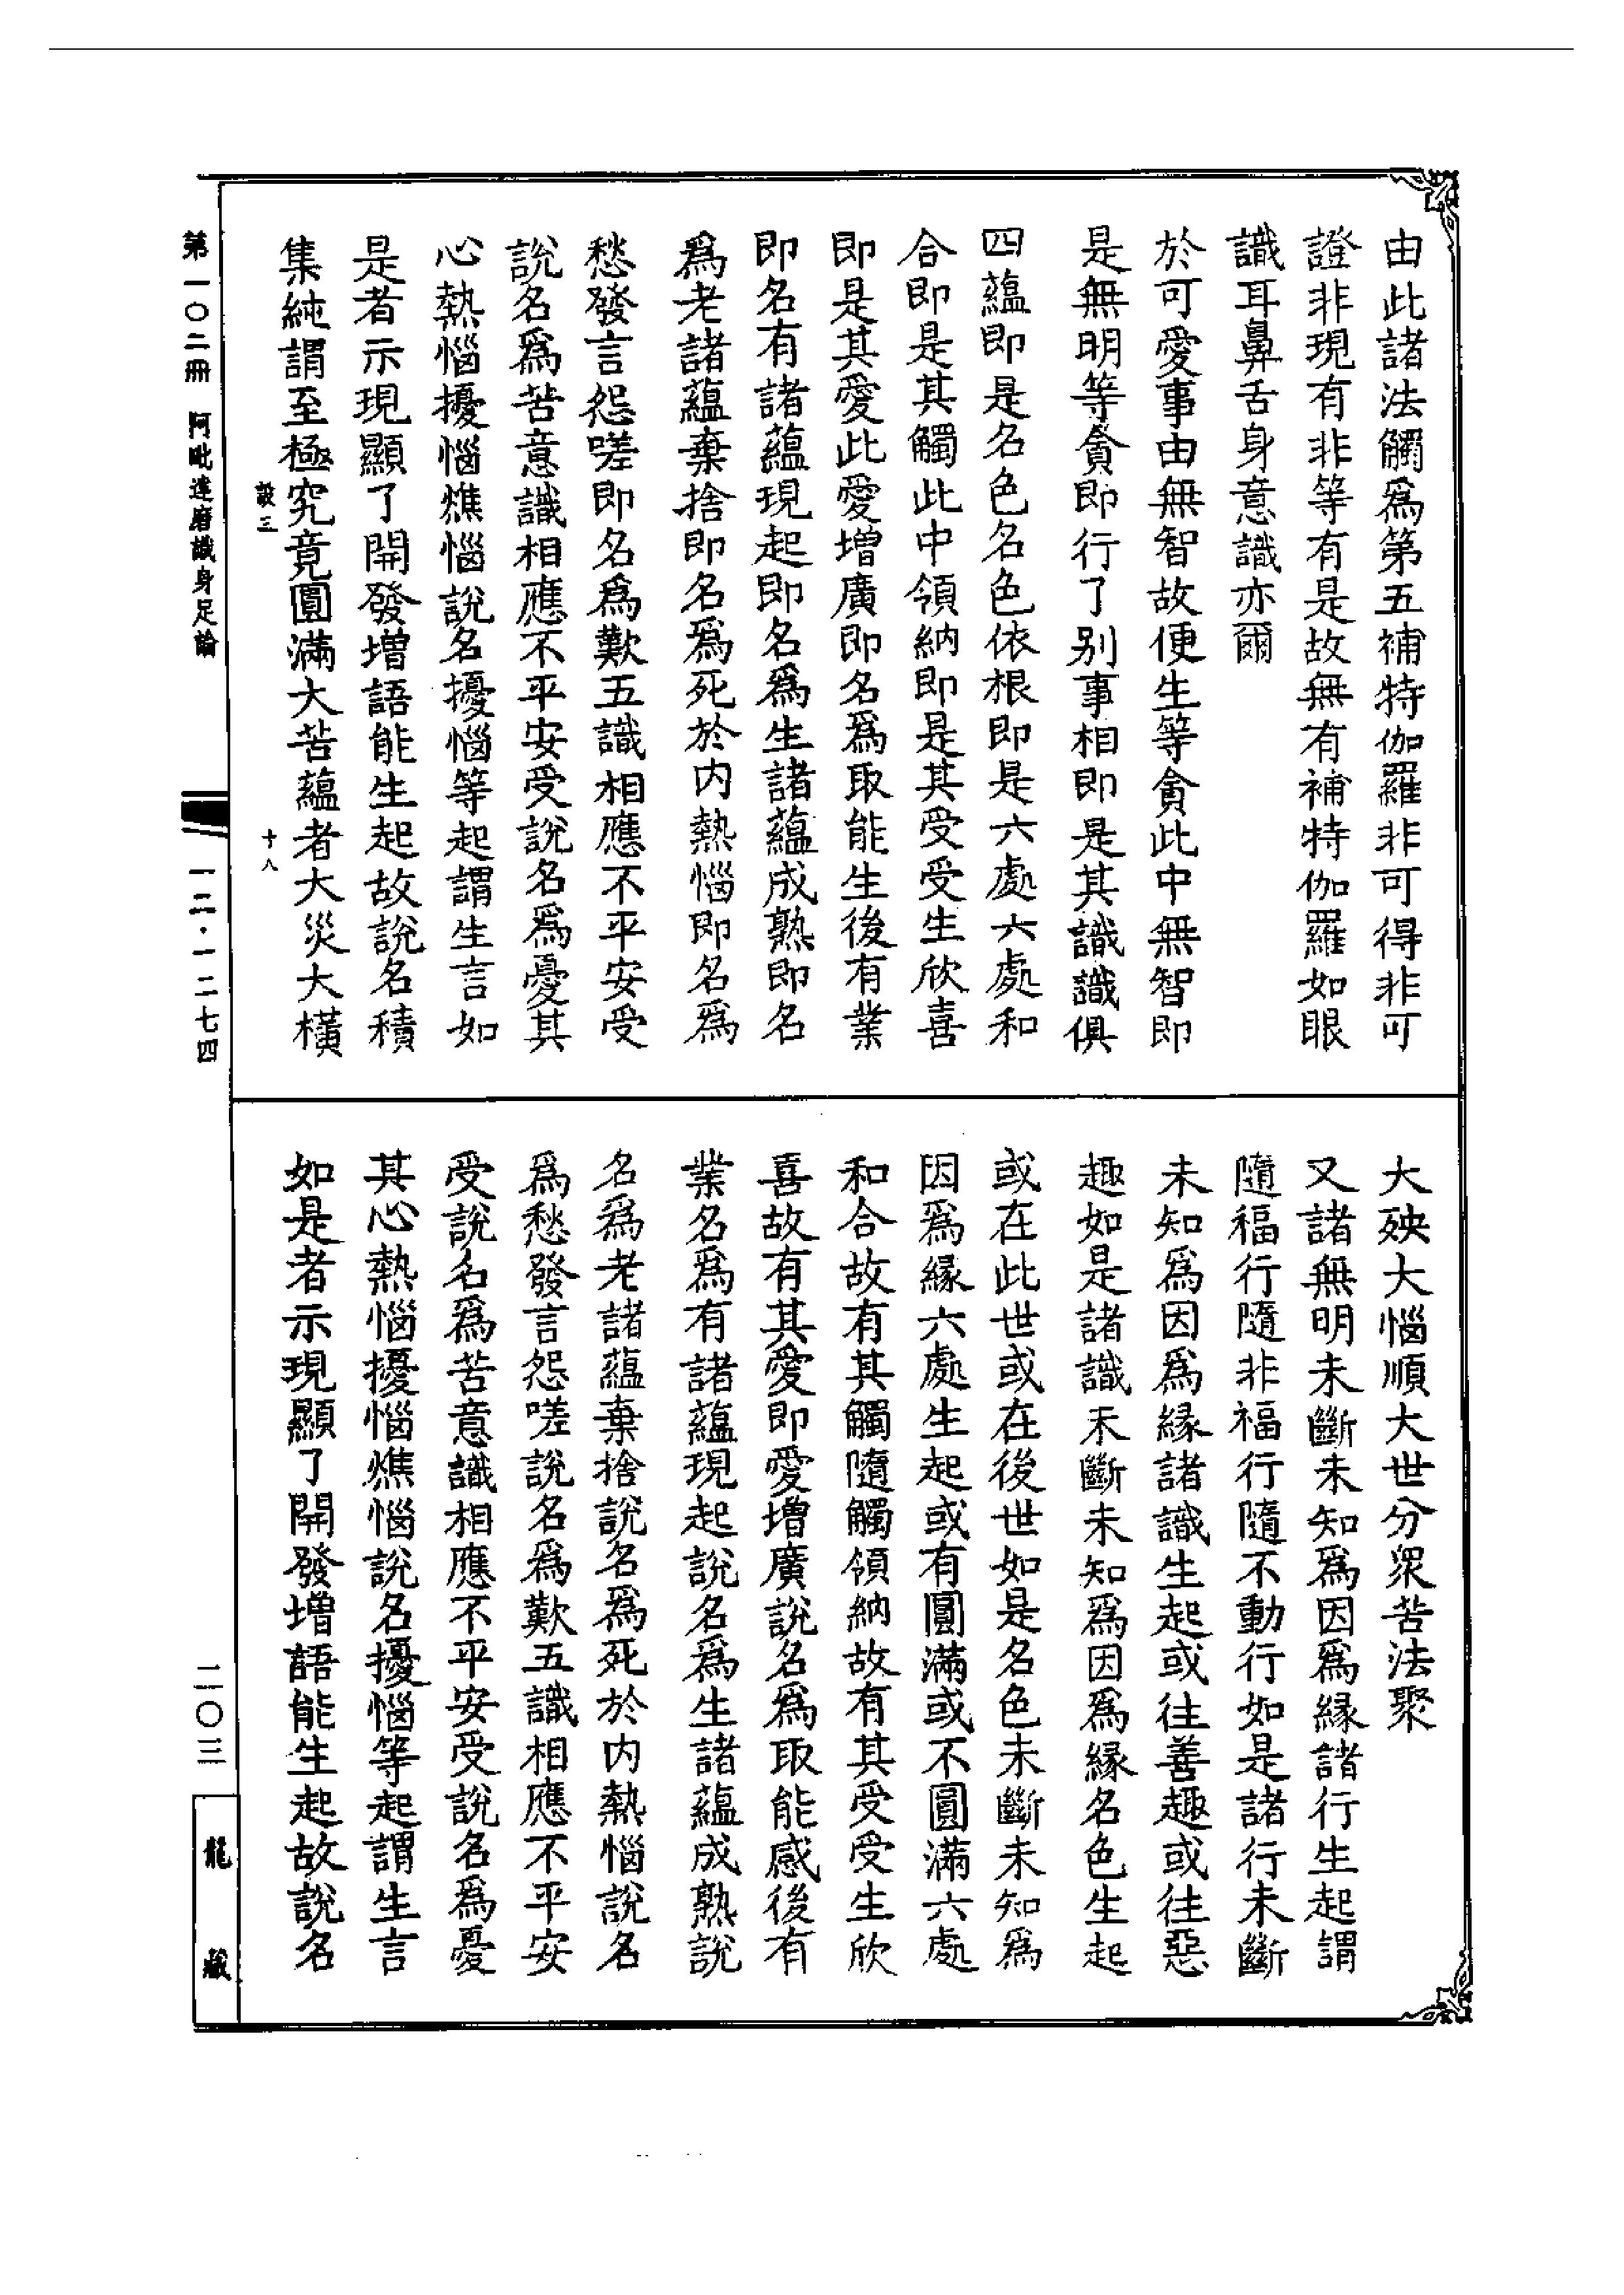 由此諸法觸爲第五補特伽羅非可得非可
證非現有非等有是故無有補特伽羅如眼
識耳鼻舌身意識亦爾
於可愛事由無智故便生等貪此中無智即
是無明等貪即行了别事相即是其識識俱
四蘊即是名色名色依根即是六處六處和
合即是其觸此中領納即是其受受生欣喜
即是其愛此愛增廣即名爲取能生後有業
即名有諸蘊現起即名爲生諸蘊成熟即名
爲老諸蘊棄捨即名爲死於内熱惱即名爲
愁發言怨嗟即名爲歎五識相應不平安受
說名爲苦意識相應不平安受說名爲憂其
心熱惱擾惱燋惱說名擾惱等起謂生言如
是者示現顯了開發增語能生起故說名積
集純謂至極究竟圓滿大苦蘊者大災大橫
大殃大惱順大世分衆苦法聚
又諸無明未斷未知爲因爲緣諸行生起謂
隨福行隨非福行隨不動行如是諸行未斷
未知爲因爲緣諸識生起或往善趣或往惡
趣如是諸識未斷未知爲因爲緣名色生起
或在此世或在後世如是名色未斷未知爲
因爲緣六處生起或有圓滿或不圓滿六處
和合故有其觸隨觸領納故有其受受生欣
喜故有其愛即愛增廣說名爲取能感後有
業名爲有諸蘊現起說名爲生諸蘊成熟說
名爲老諸蘊棄捨說名爲死於内熱惱說名
爲愁發言怨嗟說名爲歎五識相應不平安
受說名爲苦意識相應不平安受說名爲憂
其心熱惱擾惱燋惱說名擾惱等起謂生言
如是者示現顯了開發增語能生起故說名
第一〇二冊 阿毗達磨識身足論
設三
十八
一二·一二七四
二〇三
龍藏